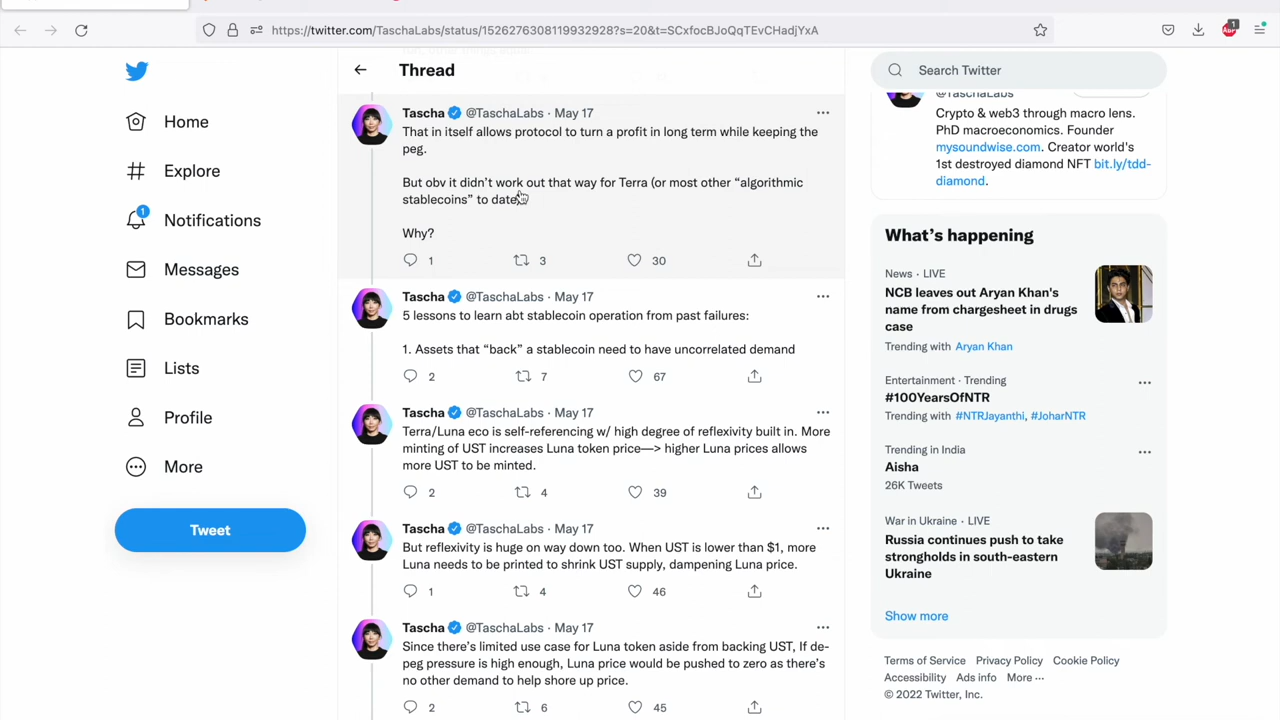 https://twitter.com/TaschaLabs/status/1526276308119932928?s=20&t=SCxfocBJoQqTEvCHadjYxA
1
Home
Explore
1
Notifications
Messages
Bookmarks
Lists
Profile
More
Tweet
Thread
Tascha @TaschaLabs · May 17
That in itself allows protocol to turn a profit in long term while keeping the
peg.
But obv it didn't work out that way for Terra (or most other "algorithmic
stablecoins" to date
Why?
1 3 30
Tascha @TaschaLabs · May 17
5 lessons to learn abt stablecoin operation from past failures:
1. Assets that "back" a stablecoin need to have uncorrelated demand
2 7 67
Tascha @TaschaLabs · May 17
Terra/Luna eco is self-referencing w/ high degree of reflexivity built in. More
minting of UST increases Luna token price—> higher Luna prices allows
more UST to be minted.
2 4 39
Tascha @TaschaLabs · May 17
But reflexivity is huge on way down too. When UST is lower than $1, more
Luna needs to be printed to shrink UST supply, dampening Luna price.
1 4 46
Tascha @TaschaLabs · May 17
Since there's limited use case for Luna token aside from backing UST, If de-
peg pressure is high enough, Luna price would be pushed to zero as there's
no other demand to help shore up price.
2 6 45
Search Twitter
@TaschaLabs
Crypto & web3 through macro lens.
PhD macroeconomics. Founder
mysoundwise.com. Creator world's
1st destroyed diamond NFT bit.ly/tdd-
diamond.
What's happening
News · LIVE
NCB leaves out Aryan Khan's
name from chargesheet in drugs
case
Trending with Aryan Khan
Entertainment · Trending
#100YearsOfNTR
Trending with #NTRJayanthi, #JoharNTR
Trending in India
Aisha
26K Tweets
War in Ukraine · LIVE
Russia continues push to take
strongholds in south-eastern
Ukraine
Show more
Terms of Service Privacy Policy Cookie Policy
Accessibility Ads info More ···
© 2022 Twitter, Inc.